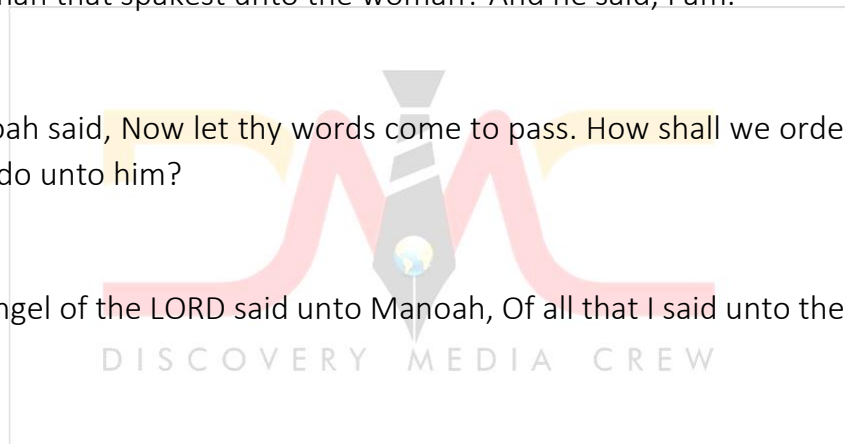 man that spakest unto the woman? And he said, I am.
oah said, Now let thy words come to pass. How shall we orde
do unto him?
ngel of the LORD said unto Manoah, Of all that I said unto the
DISCOVERY MEDIA CREW